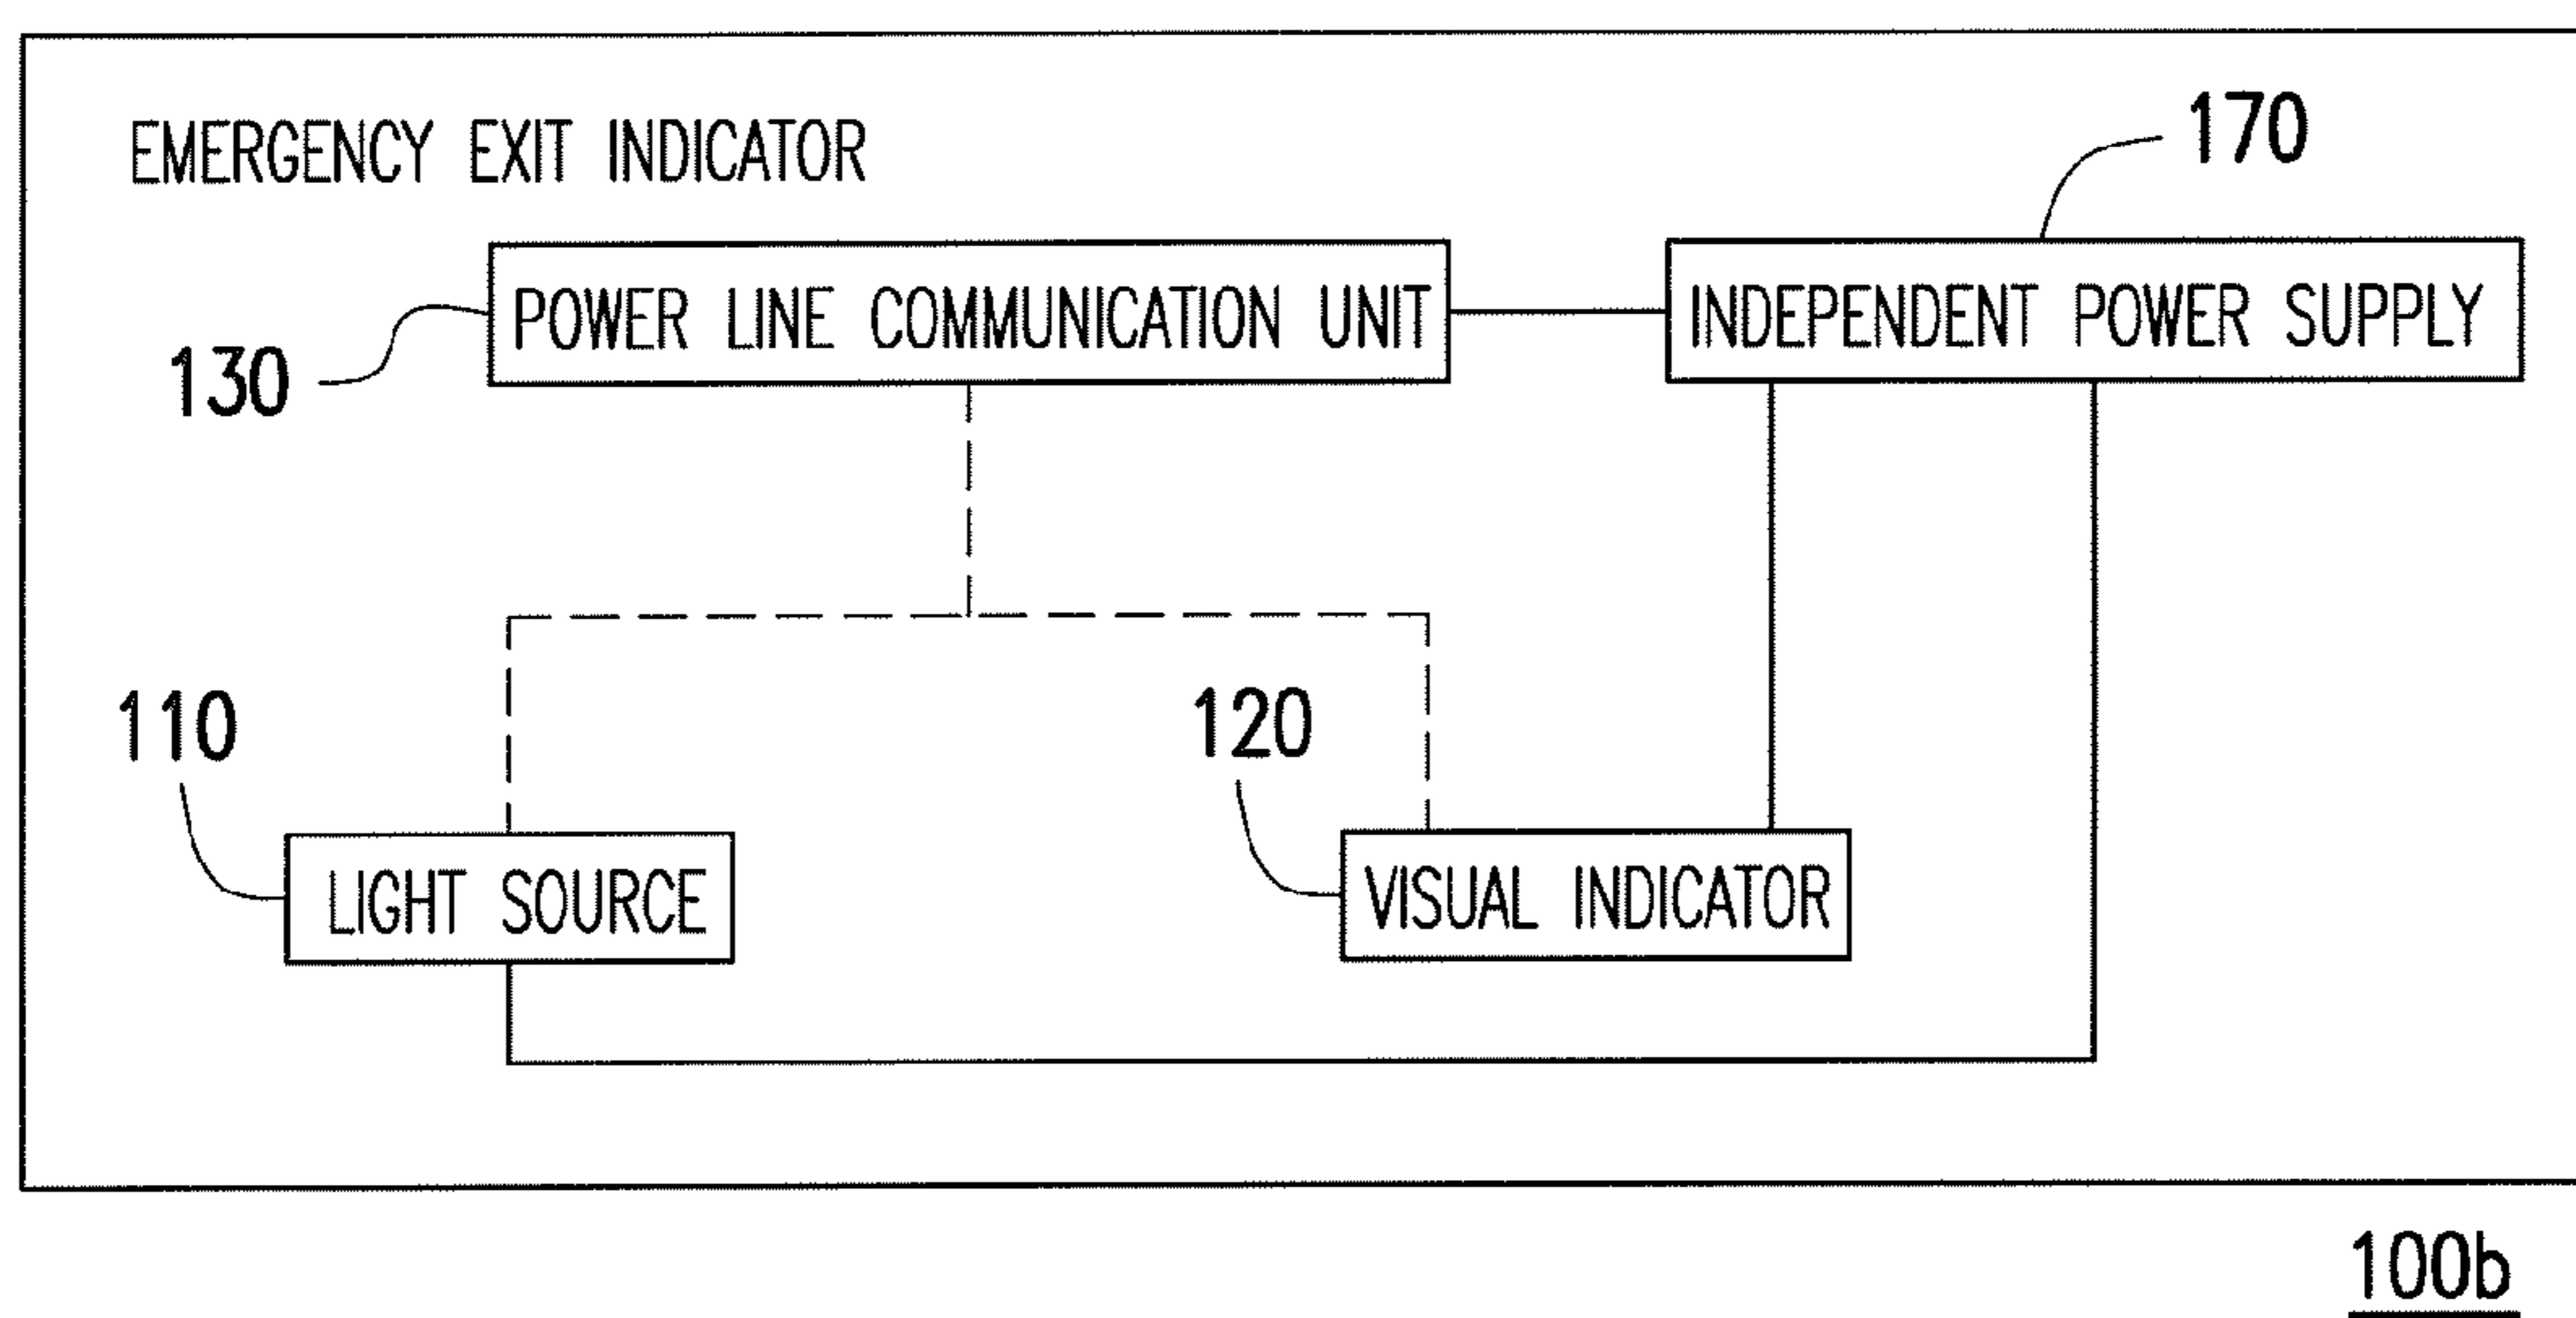 EMERGENCY EXIT INDICATOR
170
POWER LINE COMMUNICATION UNIT
INDEPENDENT POWER SUPPLY
130
110
120
LIGHT SOURCE
VISUAL INDICATOR
100b